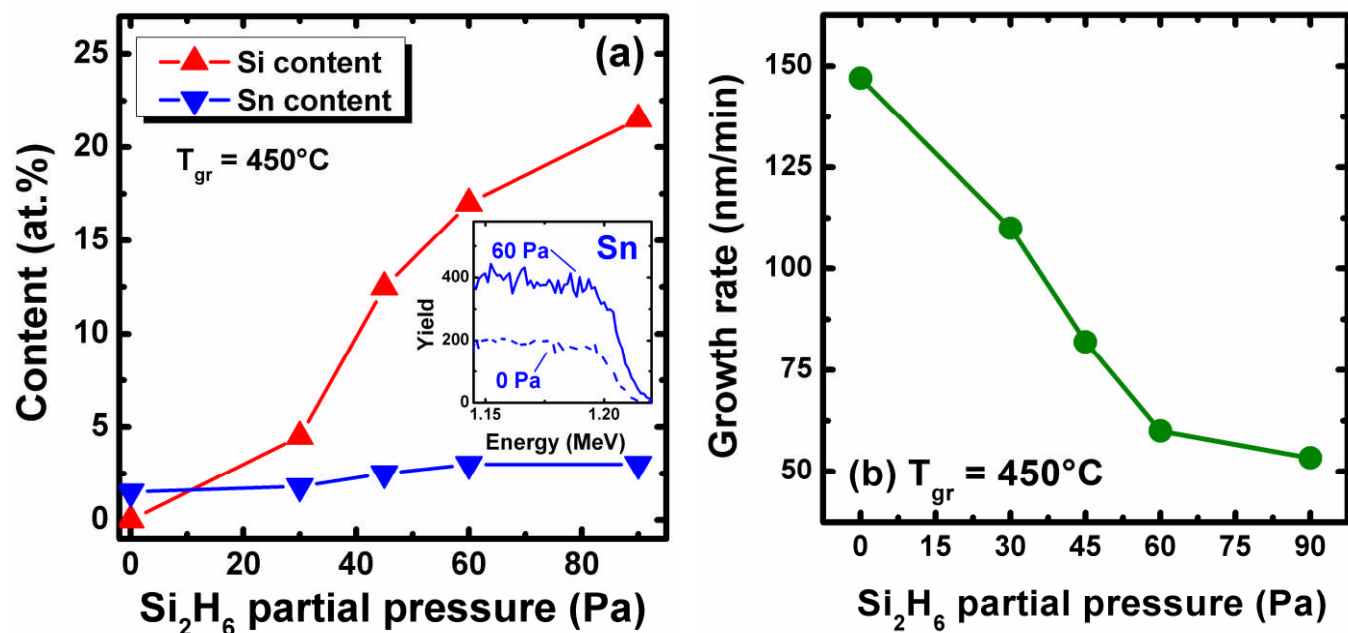 25
20
15
10
5
0
Content (at.%)
Si content
Sn content
(a)
T_gr = 450°C
400
200
0
Yield
60 Pa
Sn
0 Pa
1.15 1.20
Energy (MeV)
0 20 40 60 80
Si₂H₆ partial pressure (Pa)
150
125
100
75
50
Growth rate (nm/min)
(b) T_gr = 450°C
0 15 30 45 60 75 90
Si₂H₆ partial pressure (Pa)